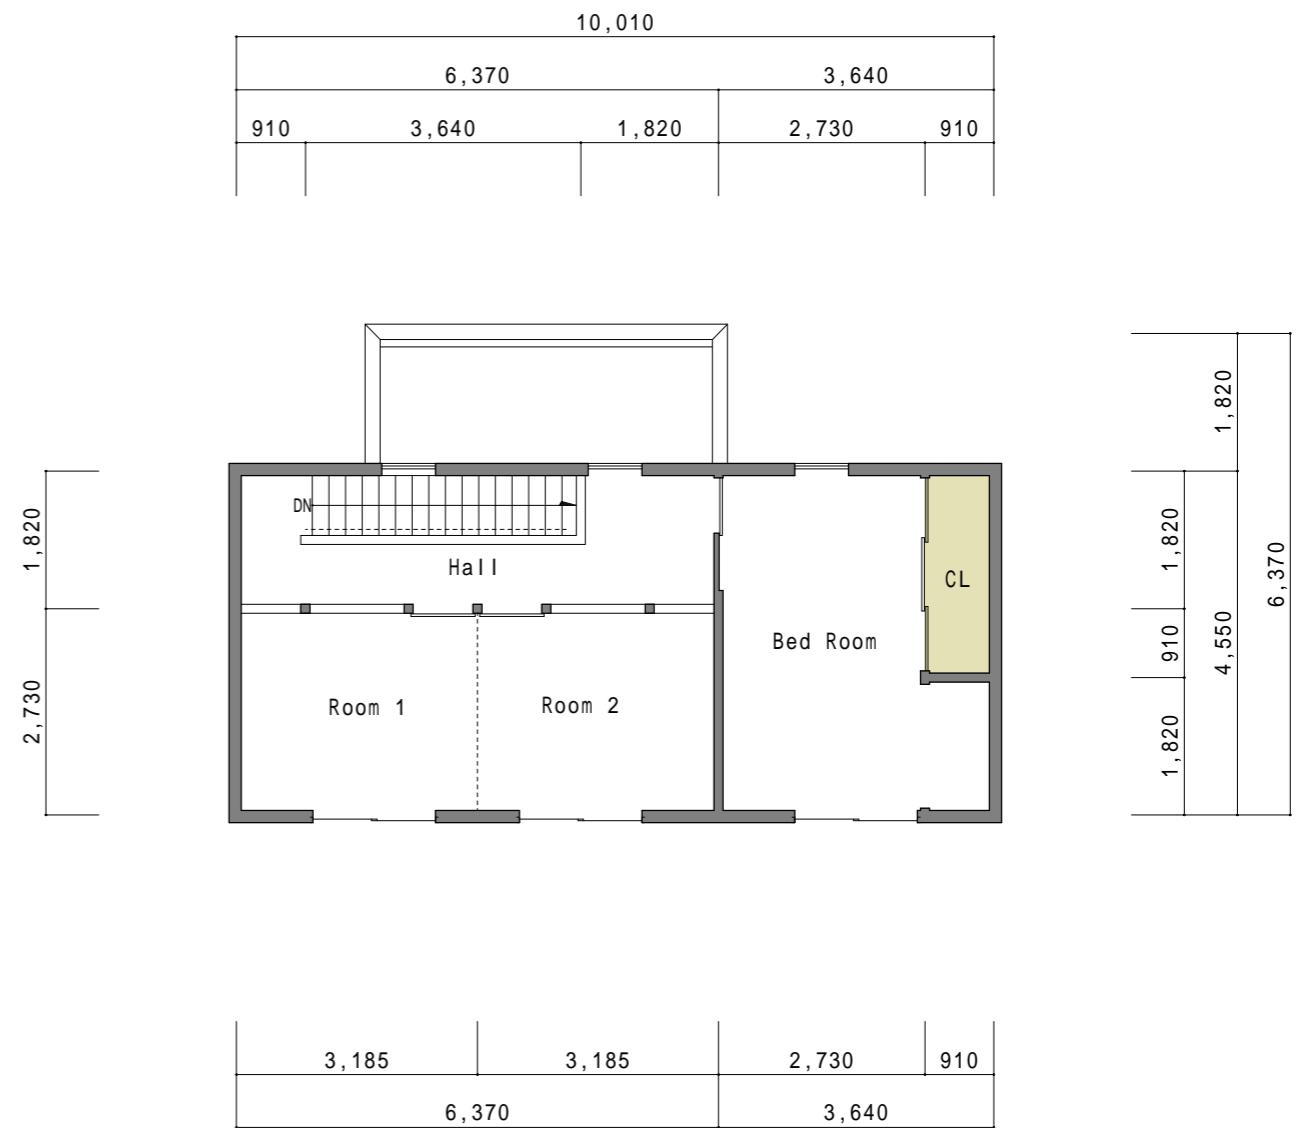 10,010
6,370 3,640
910 3,640 1,820 2,730 910
1,820
1,820
DN
1,820
6,370
Hall
CL
910
4,550
Bed Room
2,730
Room 1
Room 2
1,820
3,185 3,185 2,730 910
6,370 3,640